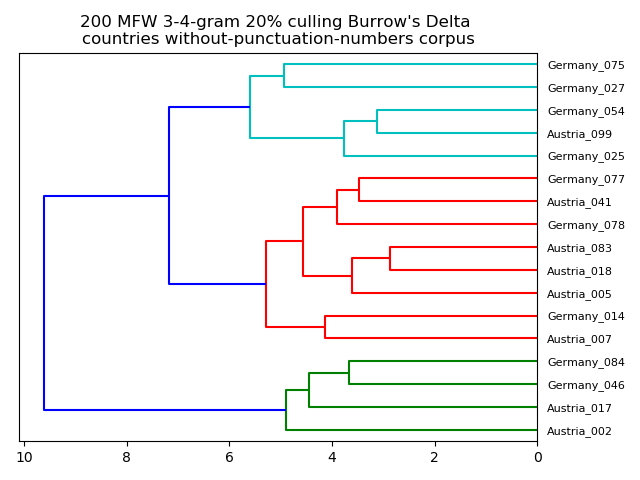 200 MFW 3-4-gram 20% culling Burrow's Delta
countries without-punctuation-numbers corpus
Germany_075
Germany_027
Germany_054
Austria_099
Germany_025
Germany_077
Austria_041
Germany_078
Austria_083
Austria_018
Austria_005
Germany_014
Austria_007
Germany_084
Germany_046
Austria_017
Austria_002
10 8 6 4 2 0